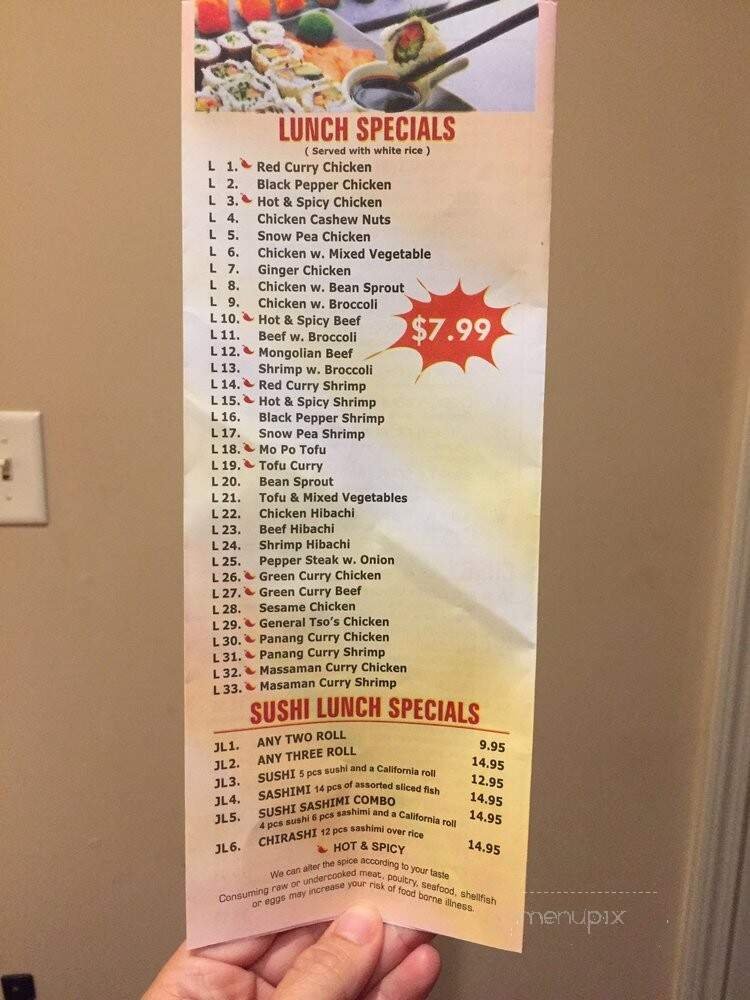 LUNCH SPECIALS
( Served with white rice )
L 1. Red Curry Chicken
L 2. Black Pepper Chicken
L 3. Hot & Spicy Chicken
L 4. Chicken Cashew Nuts
L 5. Snow Pea Chicken
L 6. Chicken w. Mixed Vegetable
L 7. Ginger Chicken
L 8. Chicken w. Bean Sprout
L 9. Chicken w. Broccoli
L 10. Hot & Spicy Beef
$7.99
L 11. Beef w. Broccoli
L 12. Mongolian Beef
L 13. Shrimp w. Broccoli
L 14. Red Curry Shrimp
L 15. Hot & Spicy Shrimp
L 16. Black Pepper Shrimp
L 17. Snow Pea Shrimp
L 18. Mo Po Tofu
L 19. Tofu Curry
L 20. Bean Sprout
L 21. Tofu & Mixed Vegetables
L 22. Chicken Hibachi
L 23. Beef Hibachi
L 24. Shrimp Hibachi
L 25. Pepper Steak w. Onion
L 26. Green Curry Chicken
L 27. Green Curry Beef
L 28. Sesame Chicken
L 29. General Tso's Chicken
L 30. Panang Curry Chicken
L 31. Panang Curry Shrimp
L 32. Massaman Curry Chicken
L 33. Masaman Curry Shrimp
SUSHI LUNCH SPECIALS
JL1. ANY TWO ROLL 9.95
JL2. ANY THREE ROLL 14.95
JL3. SUSHI 5 pcs sushi and a California roll 12.95
JL4. SASHIMI 14 pcs of assorted sliced fish 14.95
JL5. SUSHI SASHIMI COMBO 14.95
4 pcs sushi 6 pcs sashimi and a California roll
JL6. CHIRASHI 12 pcs sashimi over rice 14.95
HOT & SPICY
We can alter the spice according to your taste
Consuming raw or undercooked meat, poultry, seafood, shellfish
or eggs may increase your risk of food borne illness.
menupix